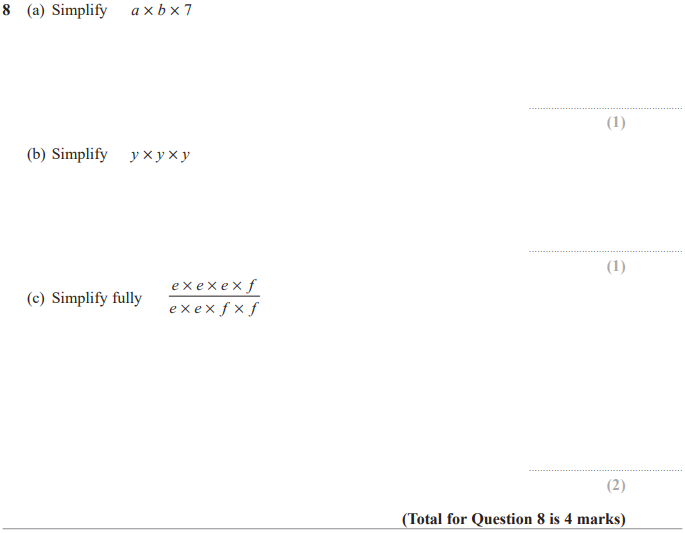 8 (a) Simplify a × b × 7
(1)
(b) Simplify y × y × y
(1)
(c) Simplify fully e × e × e × f
e × e × f × f
(2)
(Total for Question 8 is 4 marks)